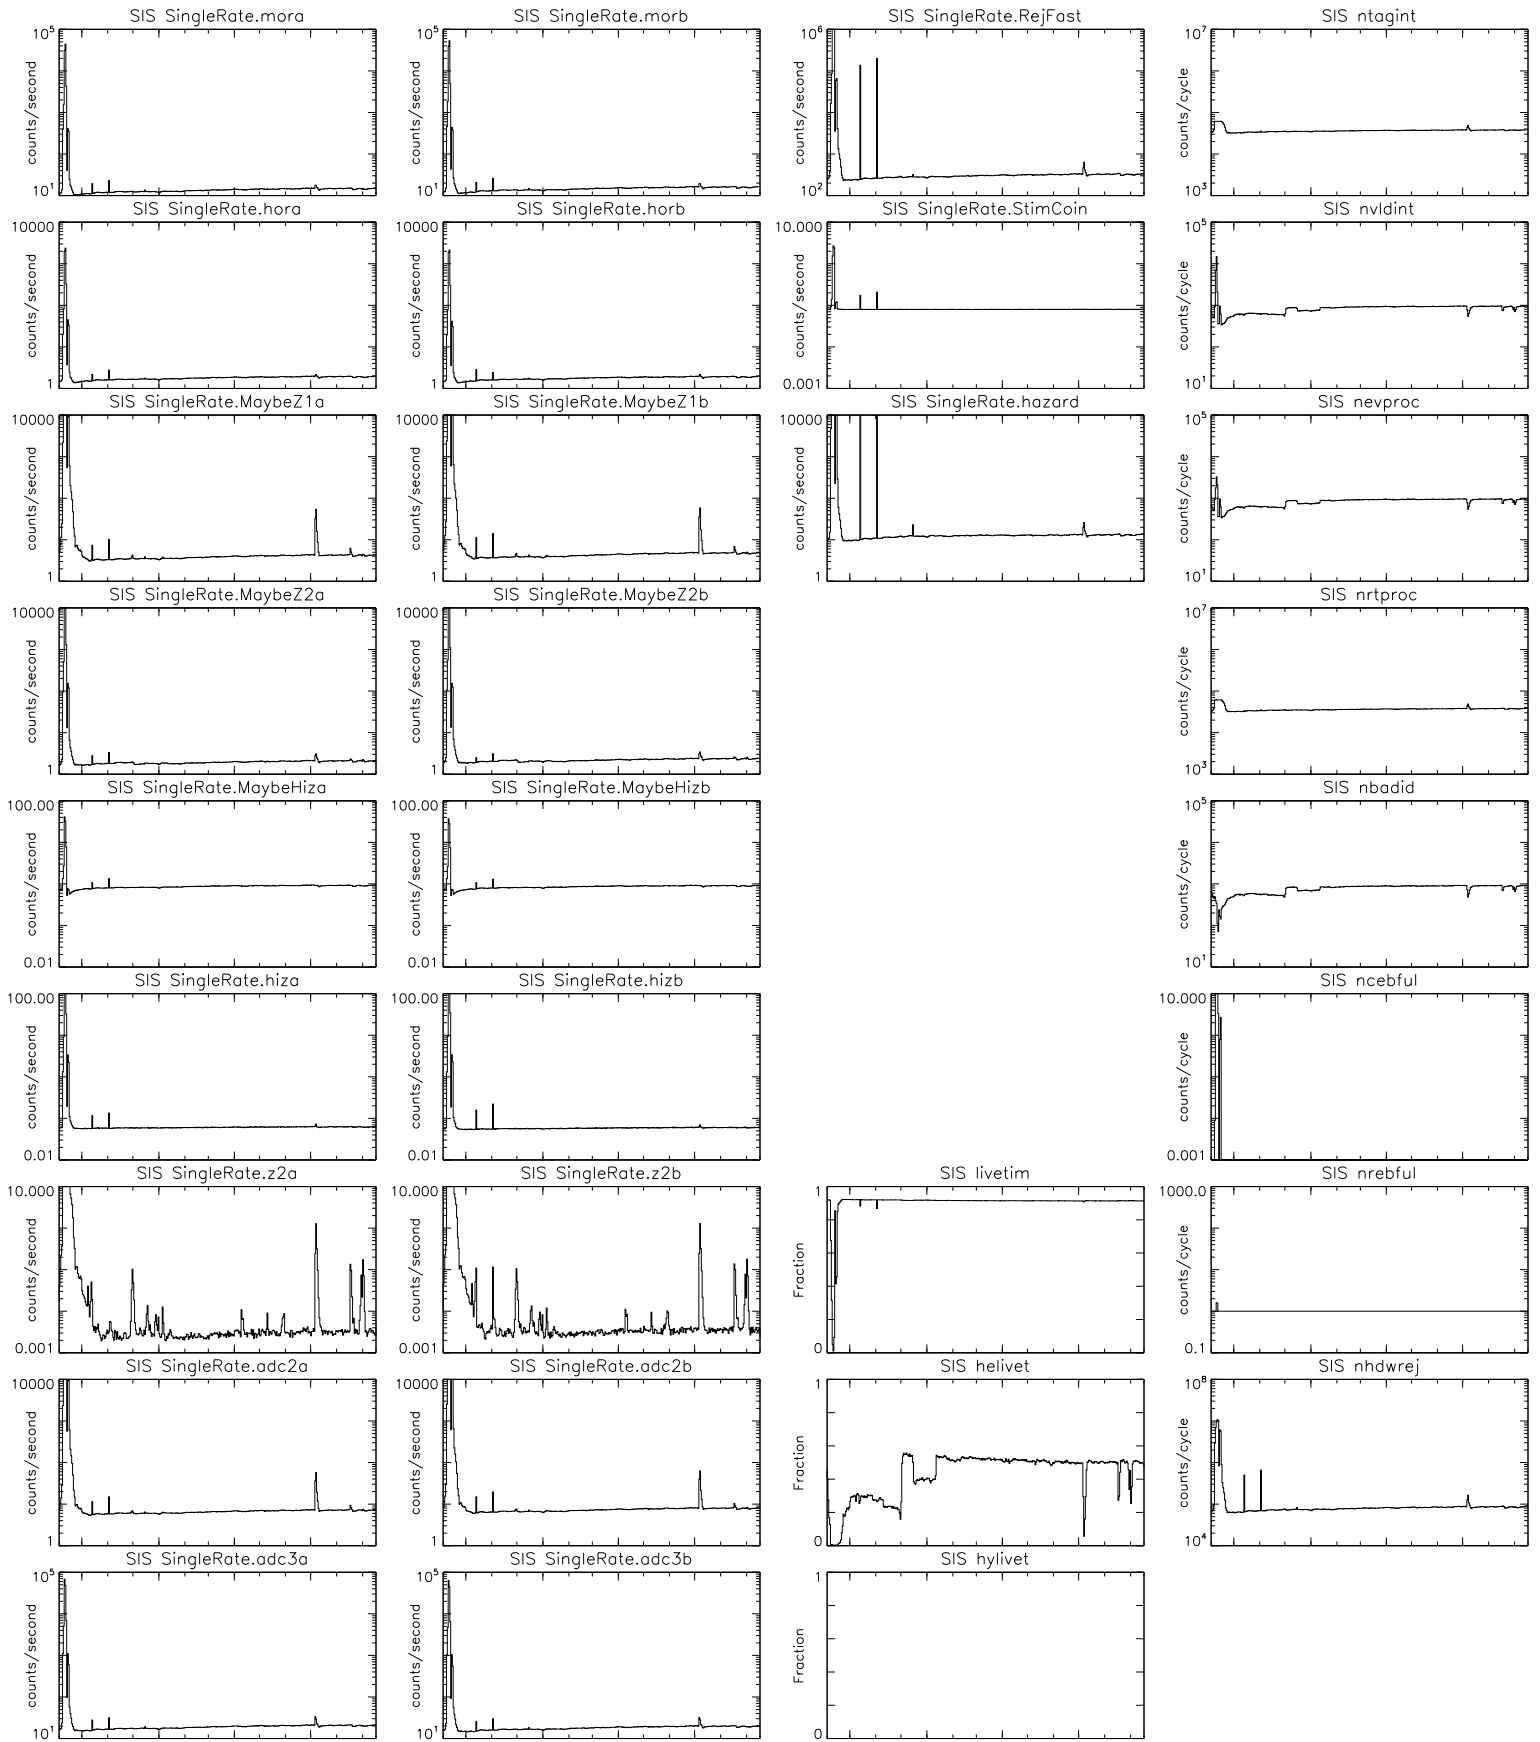 SIS SingleRate.mora
10^5
counts/second
10^1
SIS SingleRate.morb
10^5
counts/second
10^1
SIS SingleRate.RejFast
10^6
counts/second
10^2
SIS ntagint
10^7
counts/cycle
10^3
SIS SingleRate.hora
10000
counts/second
1
SIS SingleRate.horb
10000
counts/second
1
SIS SingleRate.StimCoin
10.000
counts/second
0.001
SIS nvldint
10^5
counts/cycle
10^1
SIS SingleRate.MaybeZ1a
10000
counts/second
1
SIS SingleRate.MaybeZ1b
10000
counts/second
1
SIS SingleRate.hazard
10000
counts/second
1
SIS nevproc
10^5
counts/cycle
10^1
SIS SingleRate.MaybeZ2a
10000
counts/second
1
SIS SingleRate.MaybeZ2b
10000
counts/second
1
SIS nrtproc
10^7
counts/cycle
10^3
SIS SingleRate.MaybeHiza
100.00
counts/second
0.01
SIS SingleRate.MaybeHizb
100.00
counts/second
0.01
SIS nbadid
10^5
counts/cycle
10^1
SIS SingleRate.hiza
100.00
counts/second
0.01
SIS SingleRate.hizb
100.00
counts/second
0.01
SIS ncebful
10.000
counts/cycle
0.001
SIS SingleRate.z2a
10.000
counts/second
0.001
SIS SingleRate.z2b
10.000
counts/second
0.001
SIS livetim
1
Fraction
0
SIS nrebful
1000.0
counts/cycle
0.1
SIS SingleRate.adc2a
10000
counts/second
1
SIS SingleRate.adc2b
10000
counts/second
1
SIS helivet
1
Fraction
0
SIS nhdwrej
10^8
counts/cycle
10^4
SIS SingleRate.adc3a
10^5
counts/second
10^1
SIS SingleRate.adc3b
10^5
counts/second
10^1
SIS hylivet
1
Fraction
0